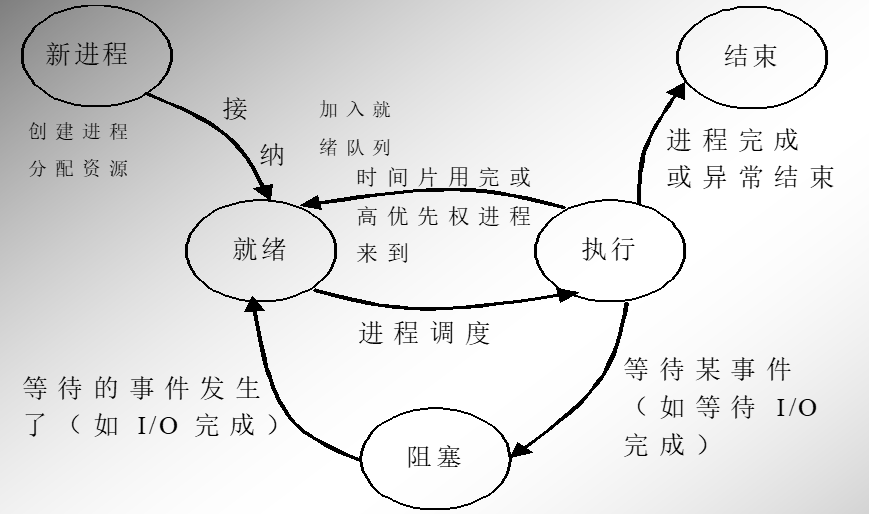 新进程
结束
创建进程
分配资源
接
纳
加入就
绪队列
进程完成
或异常结束
时间片用完或
高优先权进程
来到
就绪
执行
进程调度
等待的事件发生
了（如 I/O 完成）
等待某事件
（如等待 I/O
完成）
阻塞